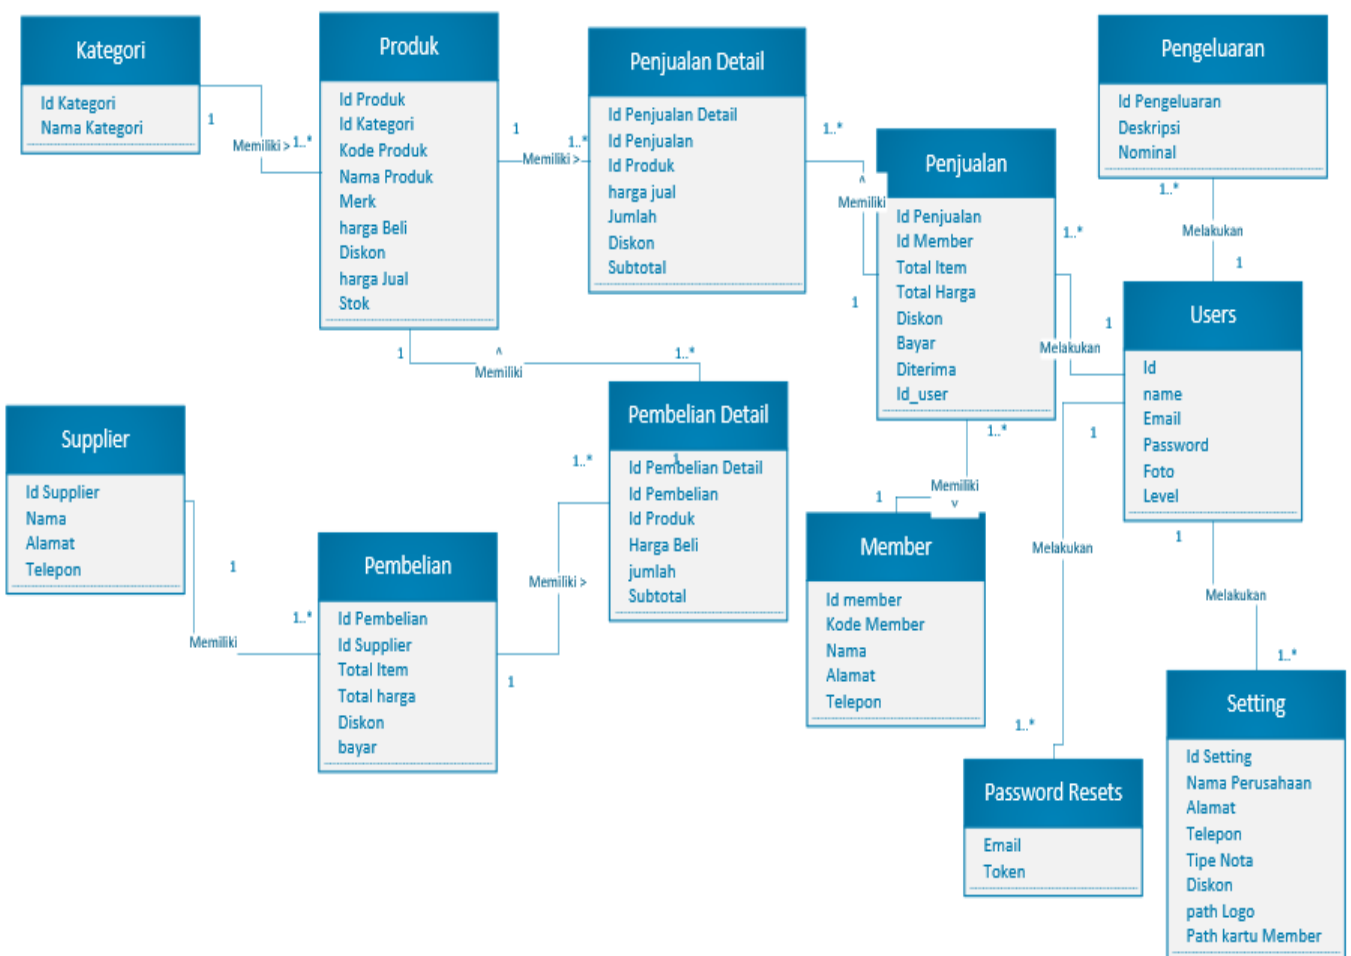 Kategori
Id Kategori
Nama Kategori
1
Memiliki >
1..*
Produk
Id Produk
Id Kategori
Kode Produk
Nama Produk
Merk
harga Beli
Diskon
harga Jual
Stok
1
Memiliki >
1..*
Penjualan Detail
Id Penjualan Detail
Id Penjualan
Id Produk
harga jual
Jumlah
Diskon
Subtotal
1..*
^
Memiliki
1
Penjualan
Id Penjualan
Id Member
Total Item
Total Harga
Diskon
Bayar
Diterima
Id_user
1..*
Melakukan
1
Pengeluaran
Id Pengeluaran
Deskripsi
Nominal
1..*
Melakukan
1
Users
Id
name
Email
Password
Foto
Level
1
^
Memiliki
1..*
Supplier
Id Supplier
Nama
Alamat
Telepon
1
Memiliki
1..*
Pembelian
Id Pembelian
Id Supplier
Total Item
Total harga
Diskon
bayar
1
Memiliki >
1..*
Pembelian Detail
1
Id Pembelian Detail
Id Pembelian
Id Produk
Harga Beli
jumlah
Subtotal
1..*
Memiliki
v
1
Member
Id member
Kode Member
Nama
Alamat
Telepon
1
Melakukan
1..*
Password Resets
Email
Token
1
Melakukan
1..*
Setting
Id Setting
Nama Perusahaan
Alamat
Telepon
Tipe Nota
Diskon
path Logo
Path kartu Member